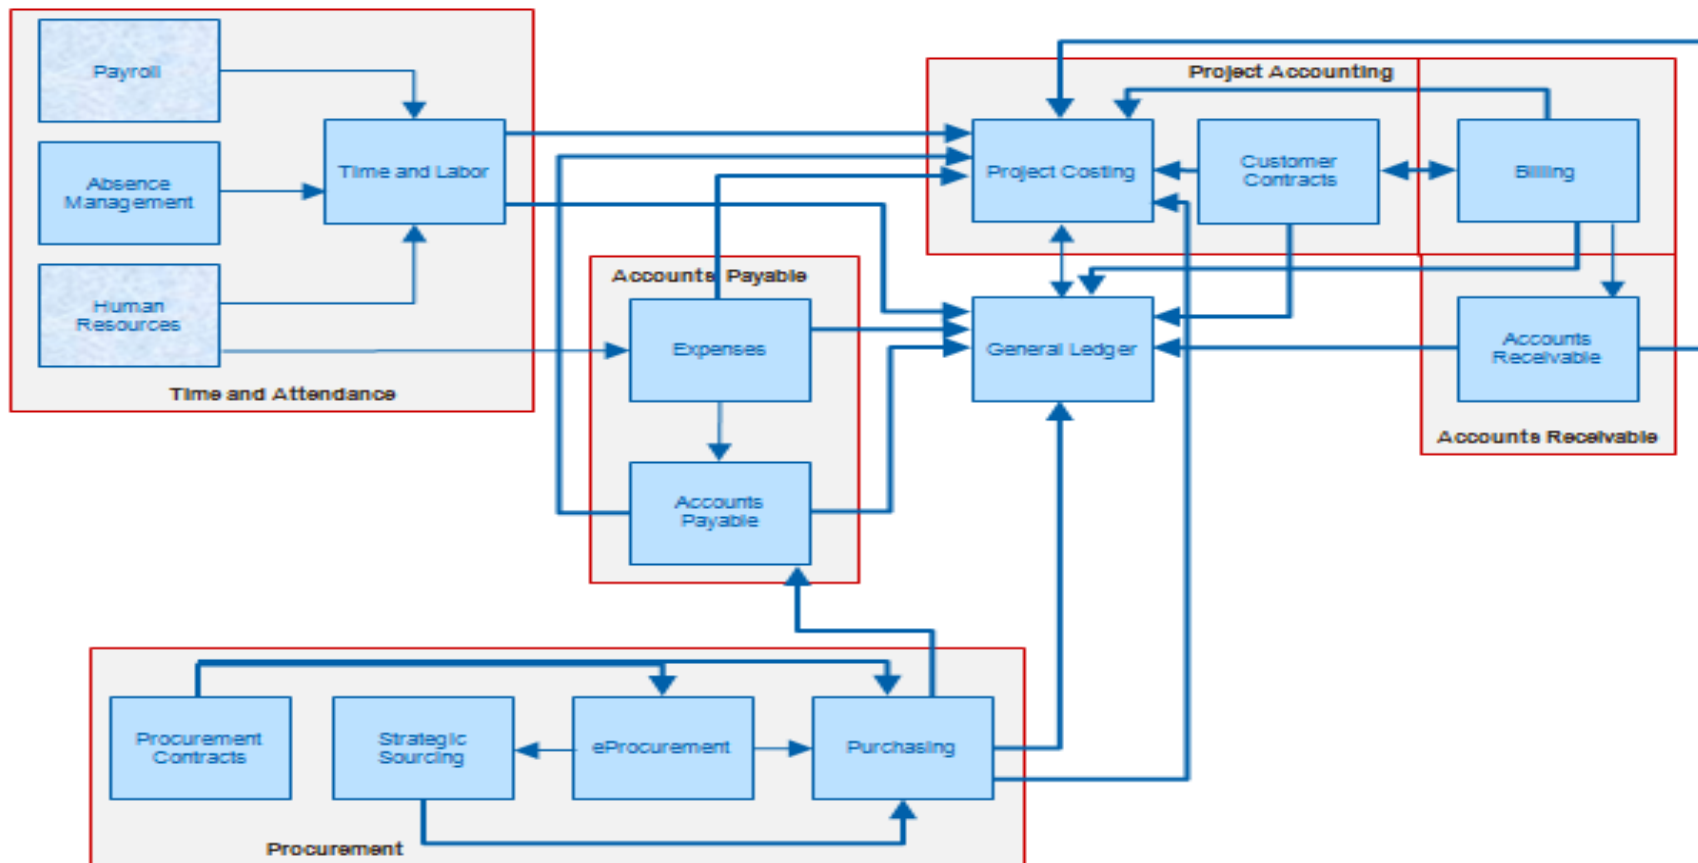 Payroll
Absence
Management
Human
Resources
Time and Labor
Time and Attendance
Accounts Payable
Expenses
Accounts
Payable
Project Accounting
Project Costing
Customer
Contracts
Billing
General Ledger
Accounts
Receivable
Accounts Receivable
Procurement
Contracts
Strategic
Sourcing
eProcurement
Purchasing
Procurement